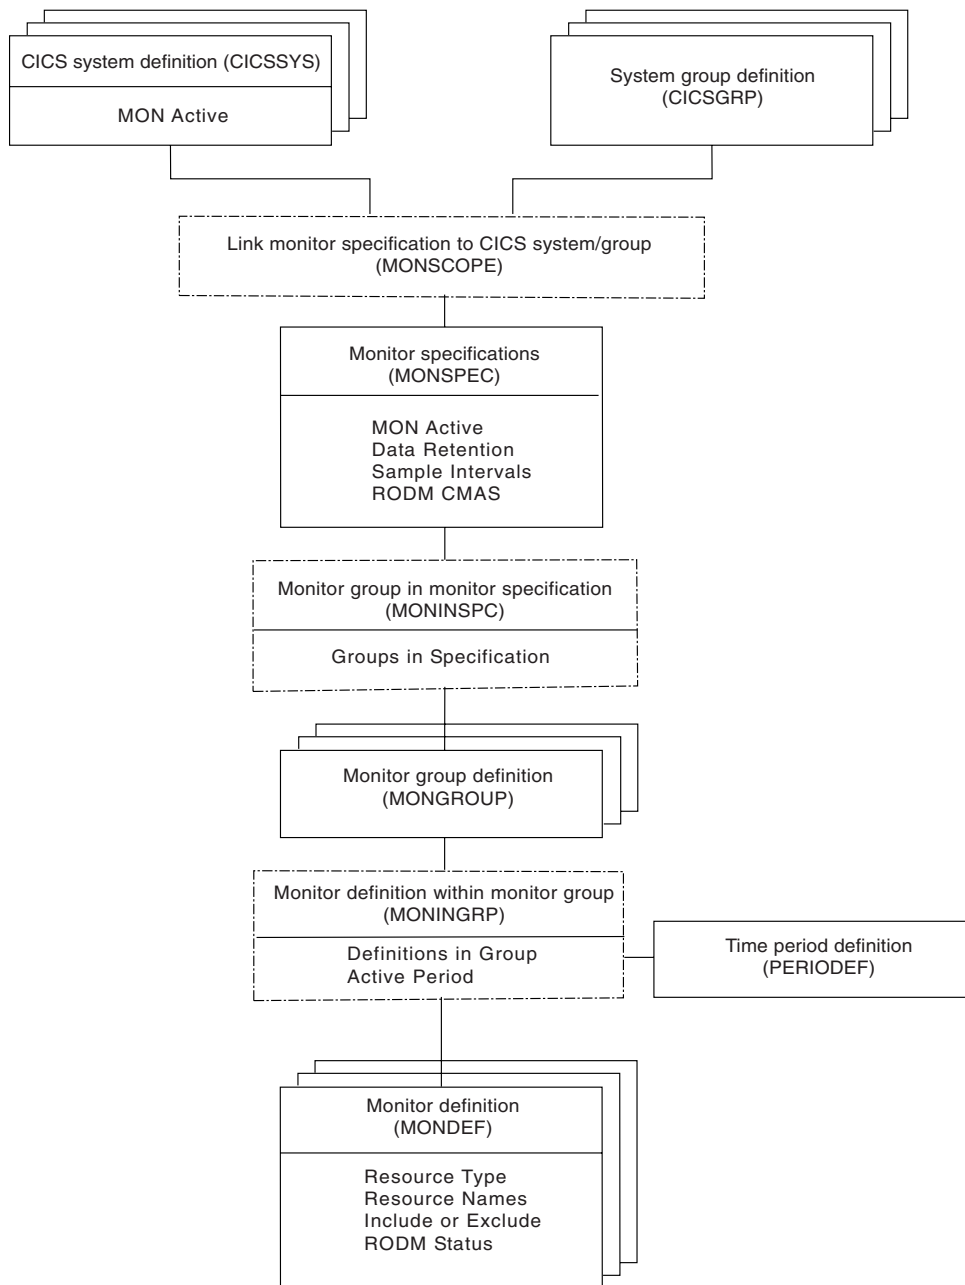 CICS system definition (CICSSYS)
MON Active
System group definition
(CICSGRP)
Link monitor specification to CICS system/group
(MONSCOPE)
Monitor specifications
(MONSPEC)
MON Active
Data Retention
Sample Intervals
RODM CMAS
Monitor group in monitor specification
(MONINSPC)
Groups in Specification
Monitor group definition
(MONGROUP)
Monitor definition within monitor group
(MONINGRP)
Definitions in Group
Active Period
Time period definition
(PERIODEF)
Monitor definition
(MONDEF)
Resource Type
Resource Names
Include or Exclude
RODM Status